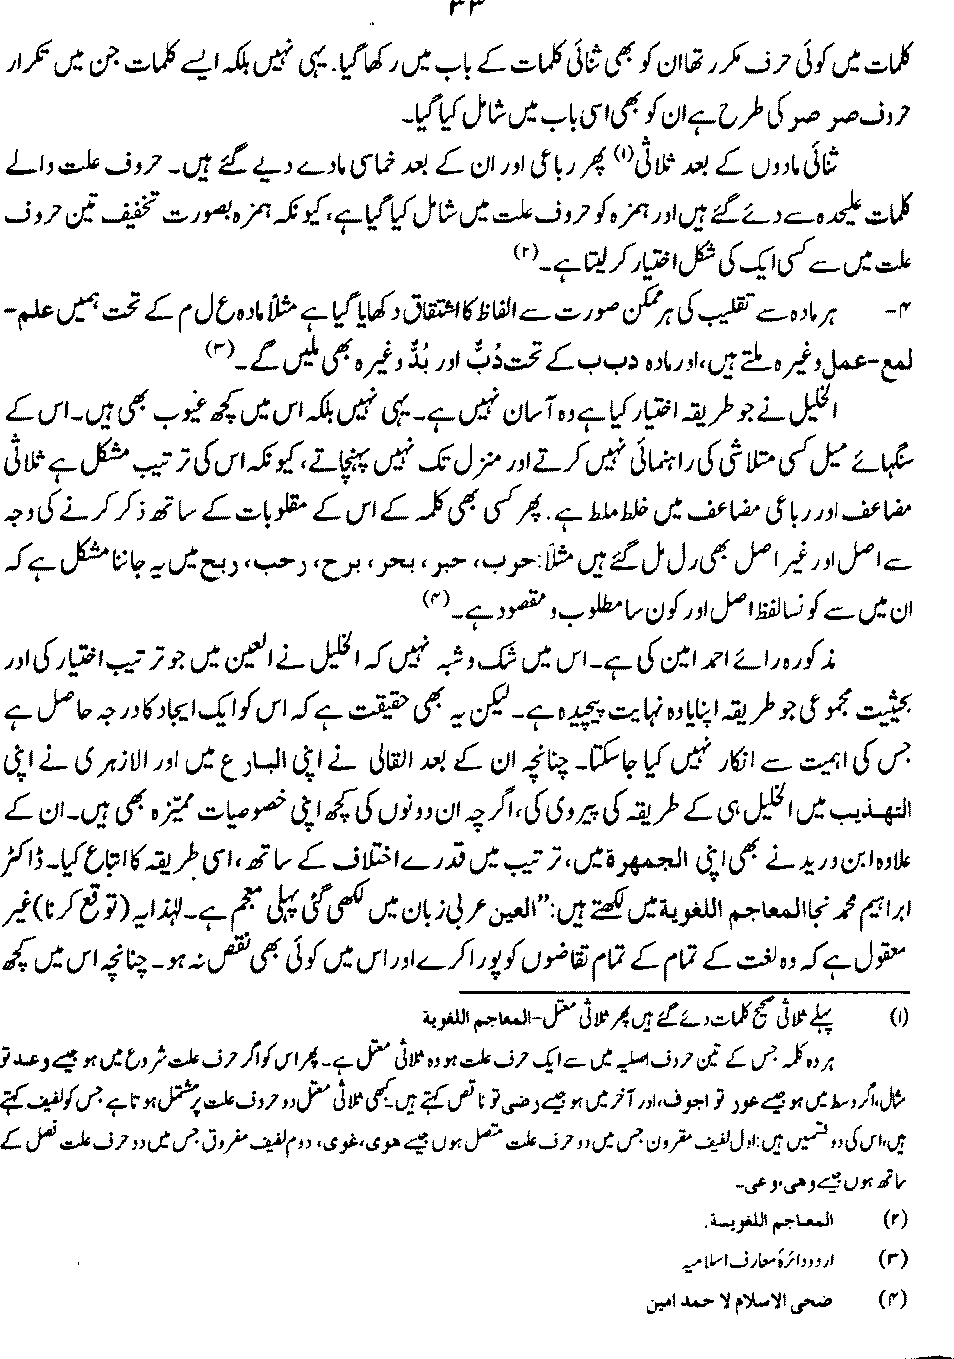 ۳۳
کلمات میں کوئی حرف مکرر تھا ان کو بھی ثنائی کلمات کے باب میں رکھا گیا۔ یہی نہیں بلکہ ایسے کلمات جن میں تکرار
حروف صر صر کی طرح ہے ان کو بھی اسی باب میں شامل کیا گیا۔
ثنائی مادوں کے بعد ثلاثی(۱) پھر رباعی اور ان کے بعد خماسی مادے دیے گئے ہیں۔ حروف علت والے
کلمات علیحدہ سے دئے گئے ہیں اور ہمزہ کو حروف علت میں شامل کیا گیا ہے، کیونکہ ہمزہ بصورت تخفیف تین حروف
علت میں سے کسی ایک کی شکل اختیار کر لیتا ہے۔(۲)
۴- ہر مادہ سے تقلیب کی ہر ممکن صورت سے الفاظ کا اشتقاق دکھایا گیا ہے مثلاً مادہ ع ل م کے تحت ہمیں علم-
لمع-عمل وغیرہ ملتے ہیں، اور مادہ دب ب کے تحت دُبٌّ اور بُدٌّ وغیرہ بھی ملیں گے۔(۳)
الخلیل نے جو طریقہ اختیار کیا ہے وہ آسان نہیں ہے۔ یہی نہیں بلکہ اس میں کچھ عیوب بھی ہیں۔ اس کے
سنگہائے میل کسی متلاشی کی راہنمائی نہیں کرتے اور منزل تک نہیں پہنچاتے، کیونکہ اس کی ترتیب مشکل ہے ثلاثی
مضاعف اور رباعی مضاعف میں خلط ملط ہے۔ پھر کسی بھی کلمہ کے اس کے مقلوبات کے ساتھ ذکر کرنے کی وجہ
سے اصل اور غیر اصل بھی رل مل گئے ہیں مثلاً: حرب، حبر، بحر، برح، رحب، ربح میں یہ جاننا مشکل ہے کہ
ان میں سے کونسا لفظ اصل اور کون سا مطلوب و مقصود ہے۔(۴)
مذکورہ رائے احمد امین کی ہے۔ اس میں شک و شبہ نہیں کہ الخلیل نے العین میں جو ترتیب اختیار کی اور
بحیثیت مجموعی جو طریقہ اپنایا وہ نہایت پیچیدہ ہے۔ لیکن یہ بھی حقیقت ہے کہ اس کو ایک ایجاد کا درجہ حاصل ہے
جس کی اہمیت سے انکار نہیں کیا جا سکتا۔ چنانچہ ان کے بعد القالی نے اپنی البارع میں اور الازہری نے اپنی
التهذیب میں الخلیل ہی کے طریقہ کی پیروی کی، اگرچہ ان دونوں کی کچھ اپنی خصوصیات ممیّزہ بھی ہیں۔ ان کے
علاوہ ابن درید نے بھی اپنی الجمهرة میں، ترتیب میں قدرے اختلاف کے ساتھ، اسی طریقہ کا اتباع کیا۔ ڈاکٹر
ابراہیم محمد نجا المعاجم اللغوية میں لکھتے ہیں: "العین عربی زبان میں لکھی گئی پہلی معجم ہے۔ لہٰذا یہ (توقع کرنا) غیر
معقول ہے کہ وہ لغت کے تمام کے تمام تقاضوں کو پورا کرے اور اس میں کوئی بھی نقص نہ ہو۔ چنانچہ اس میں کچھ
(۱) پہلے ثلاثی صحیح کلمات دئے گئے ہیں پھر ثلاثی معتل-المعاجم اللغوية
ہر وہ کلمہ جس کے تین حروف اصلیہ میں سے ایک حرف علت ہو وہ ثلاثی معتل ہے۔ پھر اس کو اگر حرف علت شروع میں ہو جیسے وعد تو
مثال، اگر وسط میں ہو جیسے عور تو اجوف، اور آخر میں ہو جیسے رضی تو ناقص کہتے ہیں۔ کبھی ثلاثی معتل دو حروف علت پر مشتمل ہوتا ہے جس کو لفیف کہتے
ہیں، اس کی دو قسمیں ہیں: اول لفیف مقرون جس میں دو حرف علت متصل ہوں جیسے هوی، غوی، دوم لفیف مفروق جس میں دو حرف علت فصل کے
ساتھ ہوں جیسے وهی، وعی۔
(۲) المعاجم اللغویسة.
(۳) اردو دائرۂ معارف اسلامیہ
(۴) ضحی الاسلام لا حمد امین